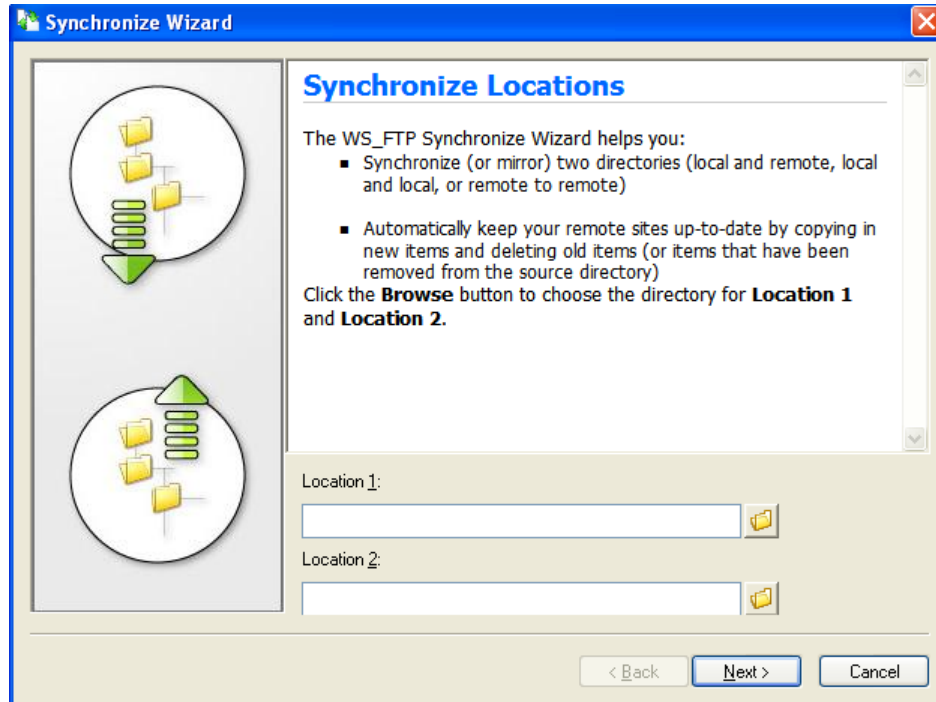 Synchronize Wizard
Synchronize Locations
The WS_FTP Synchronize Wizard helps you:
▪ Synchronize (or mirror) two directories (local and remote, local
and local, or remote to remote)
▪ Automatically keep your remote sites up-to-date by copying in
new items and deleting old items (or items that have been
removed from the source directory)
Click the Browse button to choose the directory for Location 1
and Location 2.
Location 1:
Location 2:
< Back Next > Cancel